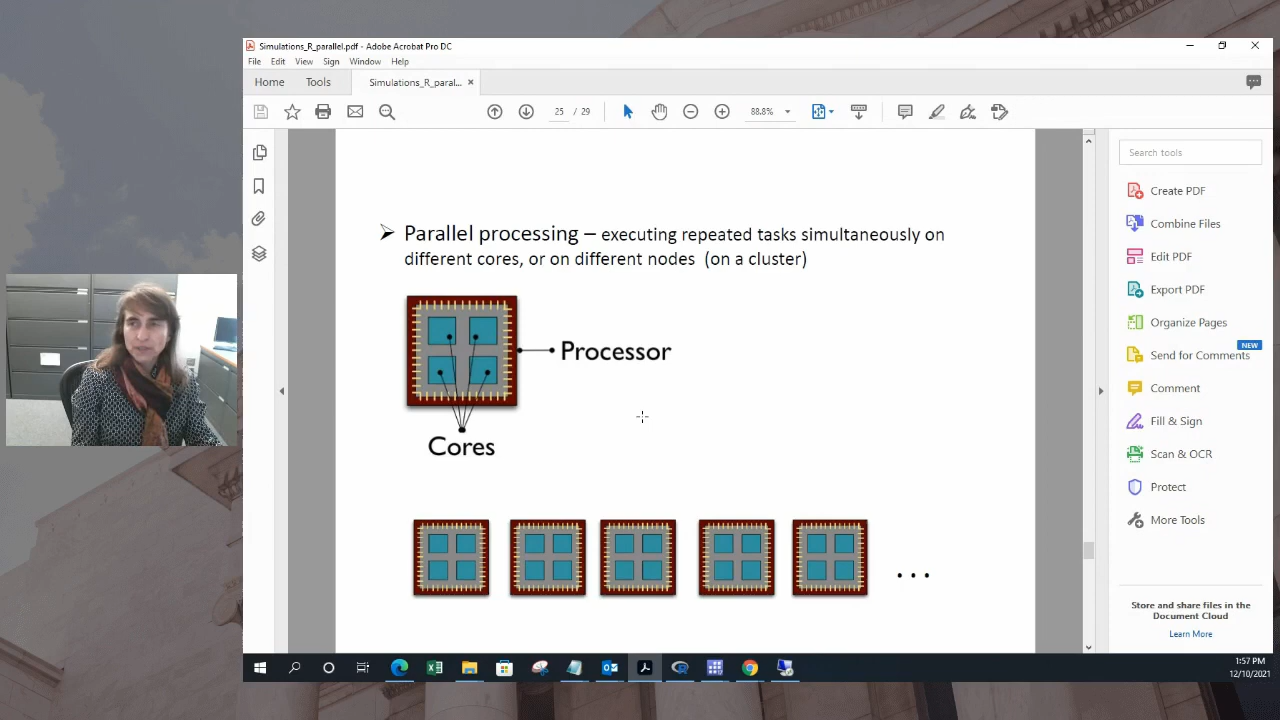 Simulations_R_parallel.pdf - Adobe Acrobat Pro DC
File Edit View Sign Window Help
Home Tools Simulations_R_paral... ×
25 / 29 88.8%
Search tools
Create PDF
Combine Files
Edit PDF
Export PDF
Organize Pages
NEW
Send for Comments
Comment
Fill & Sign
Scan & OCR
Protect
More Tools
Store and share files in the
Document Cloud
Learn More
➢ Parallel processing – executing repeated tasks simultaneously on
different cores, or on different nodes (on a cluster)
Processor
Cores
...
1:57 PM
12/10/2021